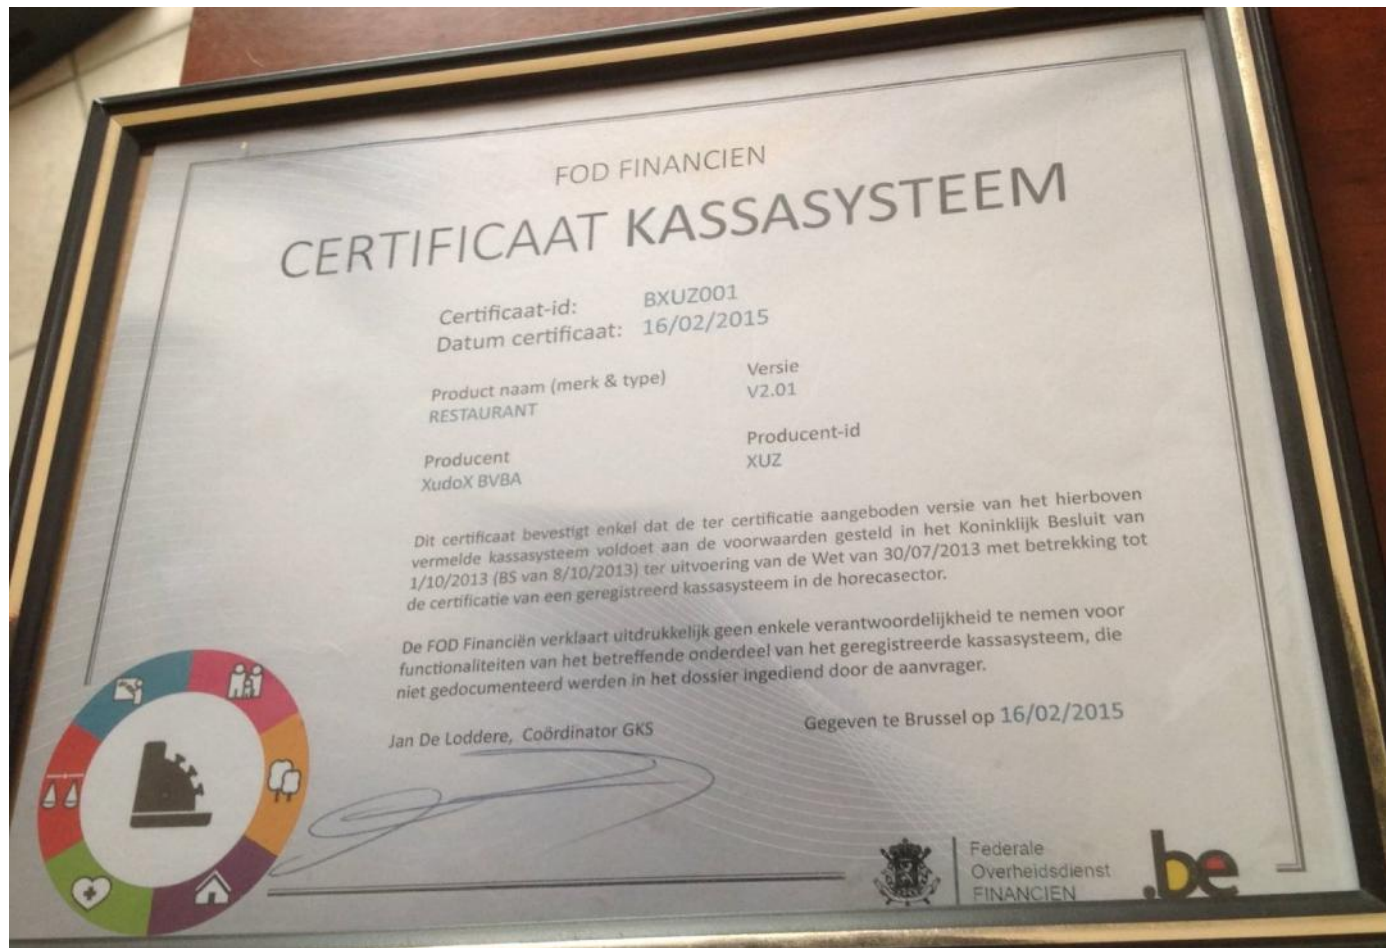 FOD FINANCIEN
CERTIFICAAT KASSASYSTEEM
Certificaat-id: BXUZ001
Datum certificaat: 16/02/2015
Product naam (merk & type) Versie
RESTAURANT V2.01
Producent Producent-id
XudoX BVBA XUZ
Dit certificaat bevestigt enkel dat de ter certificatie aangeboden versie van het hierboven
vermelde kassasysteem voldoet aan de voorwaarden gesteld in het Koninklijk Besluit van
1/10/2013 (BS van 8/10/2013) ter uitvoering van de Wet van 30/07/2013 met betrekking tot
de certificatie van een geregistreerd kassasysteem in de horecasector.
De FOD Financiën verklaart uitdrukkelijk geen enkele verantwoordelijkheid te nemen voor
functionaliteiten van het betreffende onderdeel van het geregistreerde kassasysteem, die
niet gedocumenteerd werden in het dossier ingediend door de aanvrager.
Jan De Loddere, Coördinator GKS Gegeven te Brussel op 16/02/2015
Federale
Overheidsdienst
FINANCIEN
.be